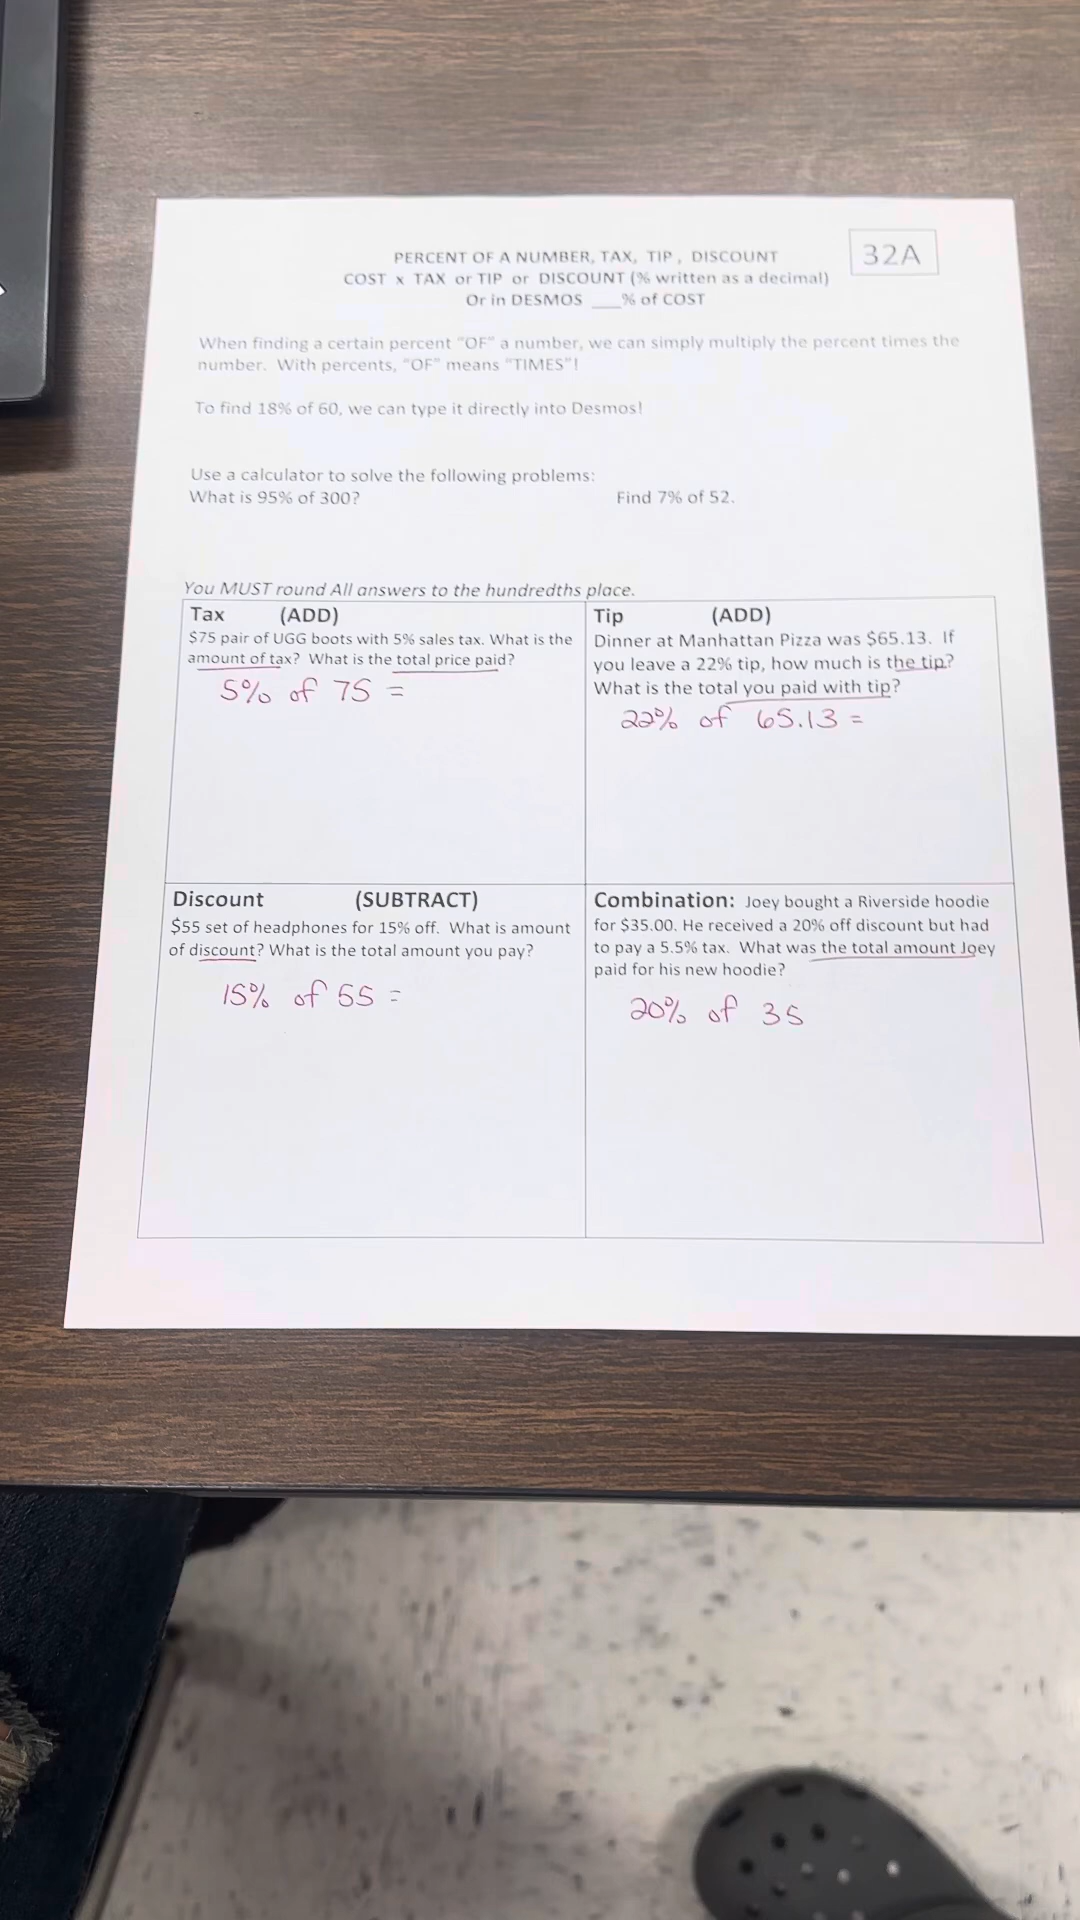 32A
PERCENT OF A NUMBER, TAX, TIP , DISCOUNT
COST x TAX or TIP or DISCOUNT (% written as a decimal)
Or in DESMOS ___% of COST
When finding a certain percent "OF" a number, we can simply multiply the percent times the
number. With percents, "OF" means "TIMES"!
To find 18% of 60, we can type it directly into Desmos!
Use a calculator to solve the following problems:
What is 95% of 300? Find 7% of 52.
You MUST round All answers to the hundredths place.
Tax (ADD)
$75 pair of UGG boots with 5% sales tax. What is the
amount of tax? What is the total price paid?
5% of 75 =
Tip (ADD)
Dinner at Manhattan Pizza was $65.13. If
you leave a 22% tip, how much is the tip?
What is the total you paid with tip?
22% of 65.13 =
Discount (SUBTRACT)
$55 set of headphones for 15% off. What is amount
of discount? What is the total amount you pay?
15% of 55 =
Combination: Joey bought a Riverside hoodie
for $35.00. He received a 20% off discount but had
to pay a 5.5% tax. What was the total amount Joey
paid for his new hoodie?
20% of 35